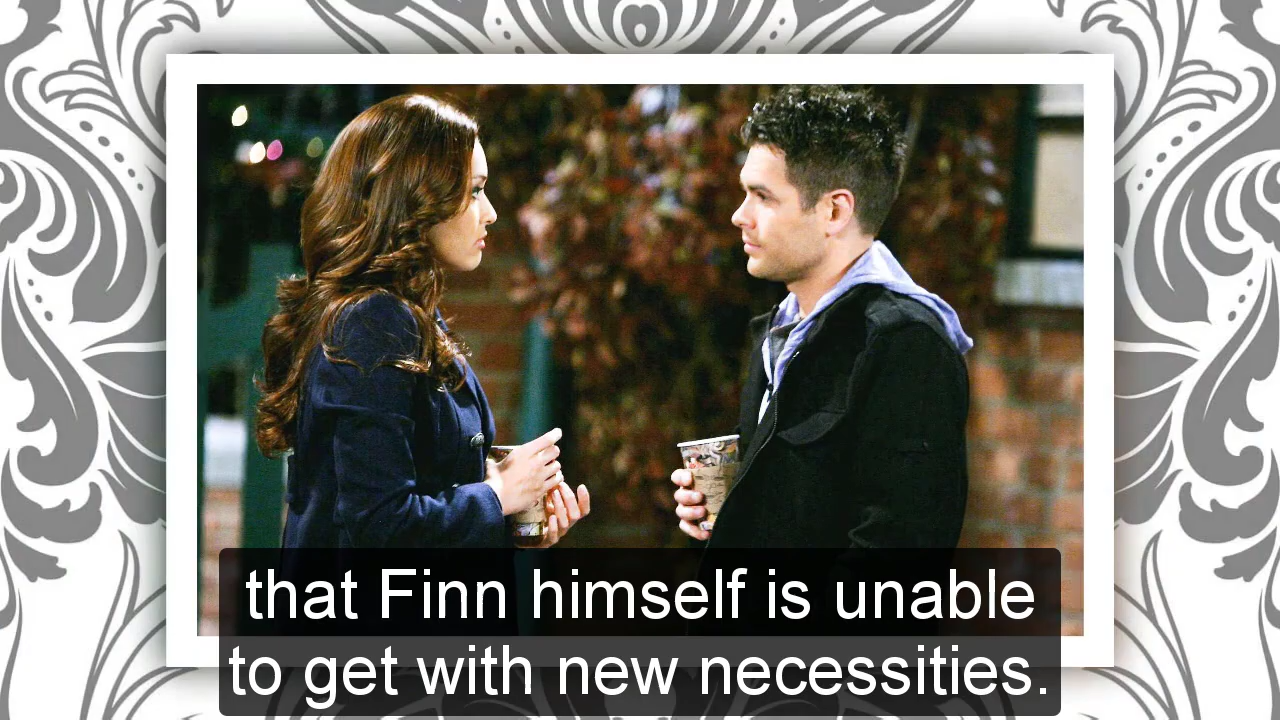 that Finn himself is unable
to get with new necessities.